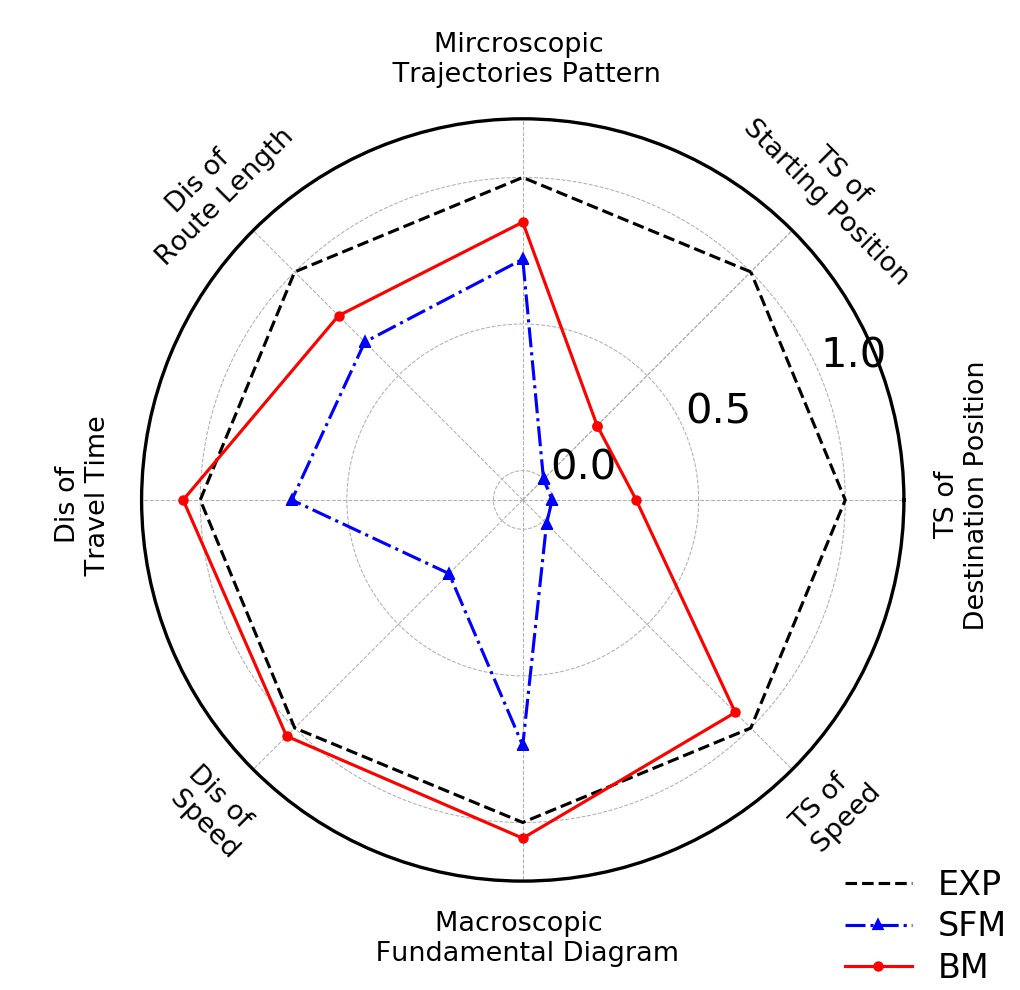 Mircroscopic
Trajectories Pattern
Dis of
Route Length
TS of
Starting Position
1.0
0.5
0.0
Dis of
Travel Time
TS of
Destination Position
Dis of
Speed
TS of
Speed
Macroscopic
Fundamental Diagram
EXP
SFM
BM